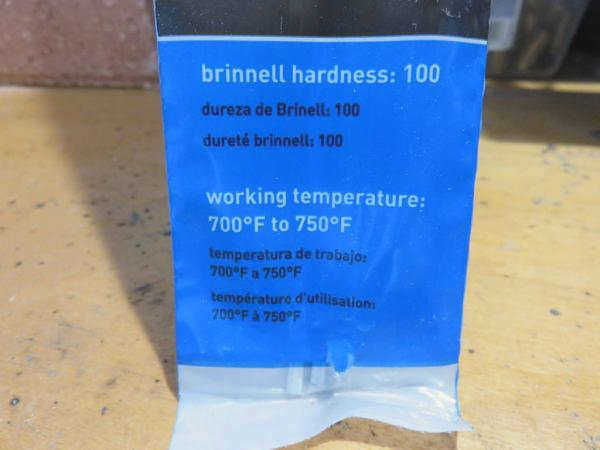 brinnell hardness: 100
dureza de Brinell: 100
dureté brinnell: 100
working temperature:
700°F to 750°F
temperatura de trabajo:
700°F a 750°F
température d'utilisation:
700°F à 750°F